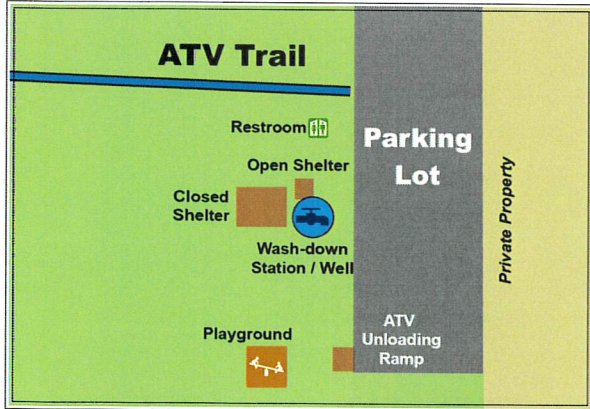 ATV Trail
Restroom
Parking
Lot
Open Shelter
Closed
Shelter
Wash-down
Station / Well
Private Property
Playground
ATV
Unloading
Ramp